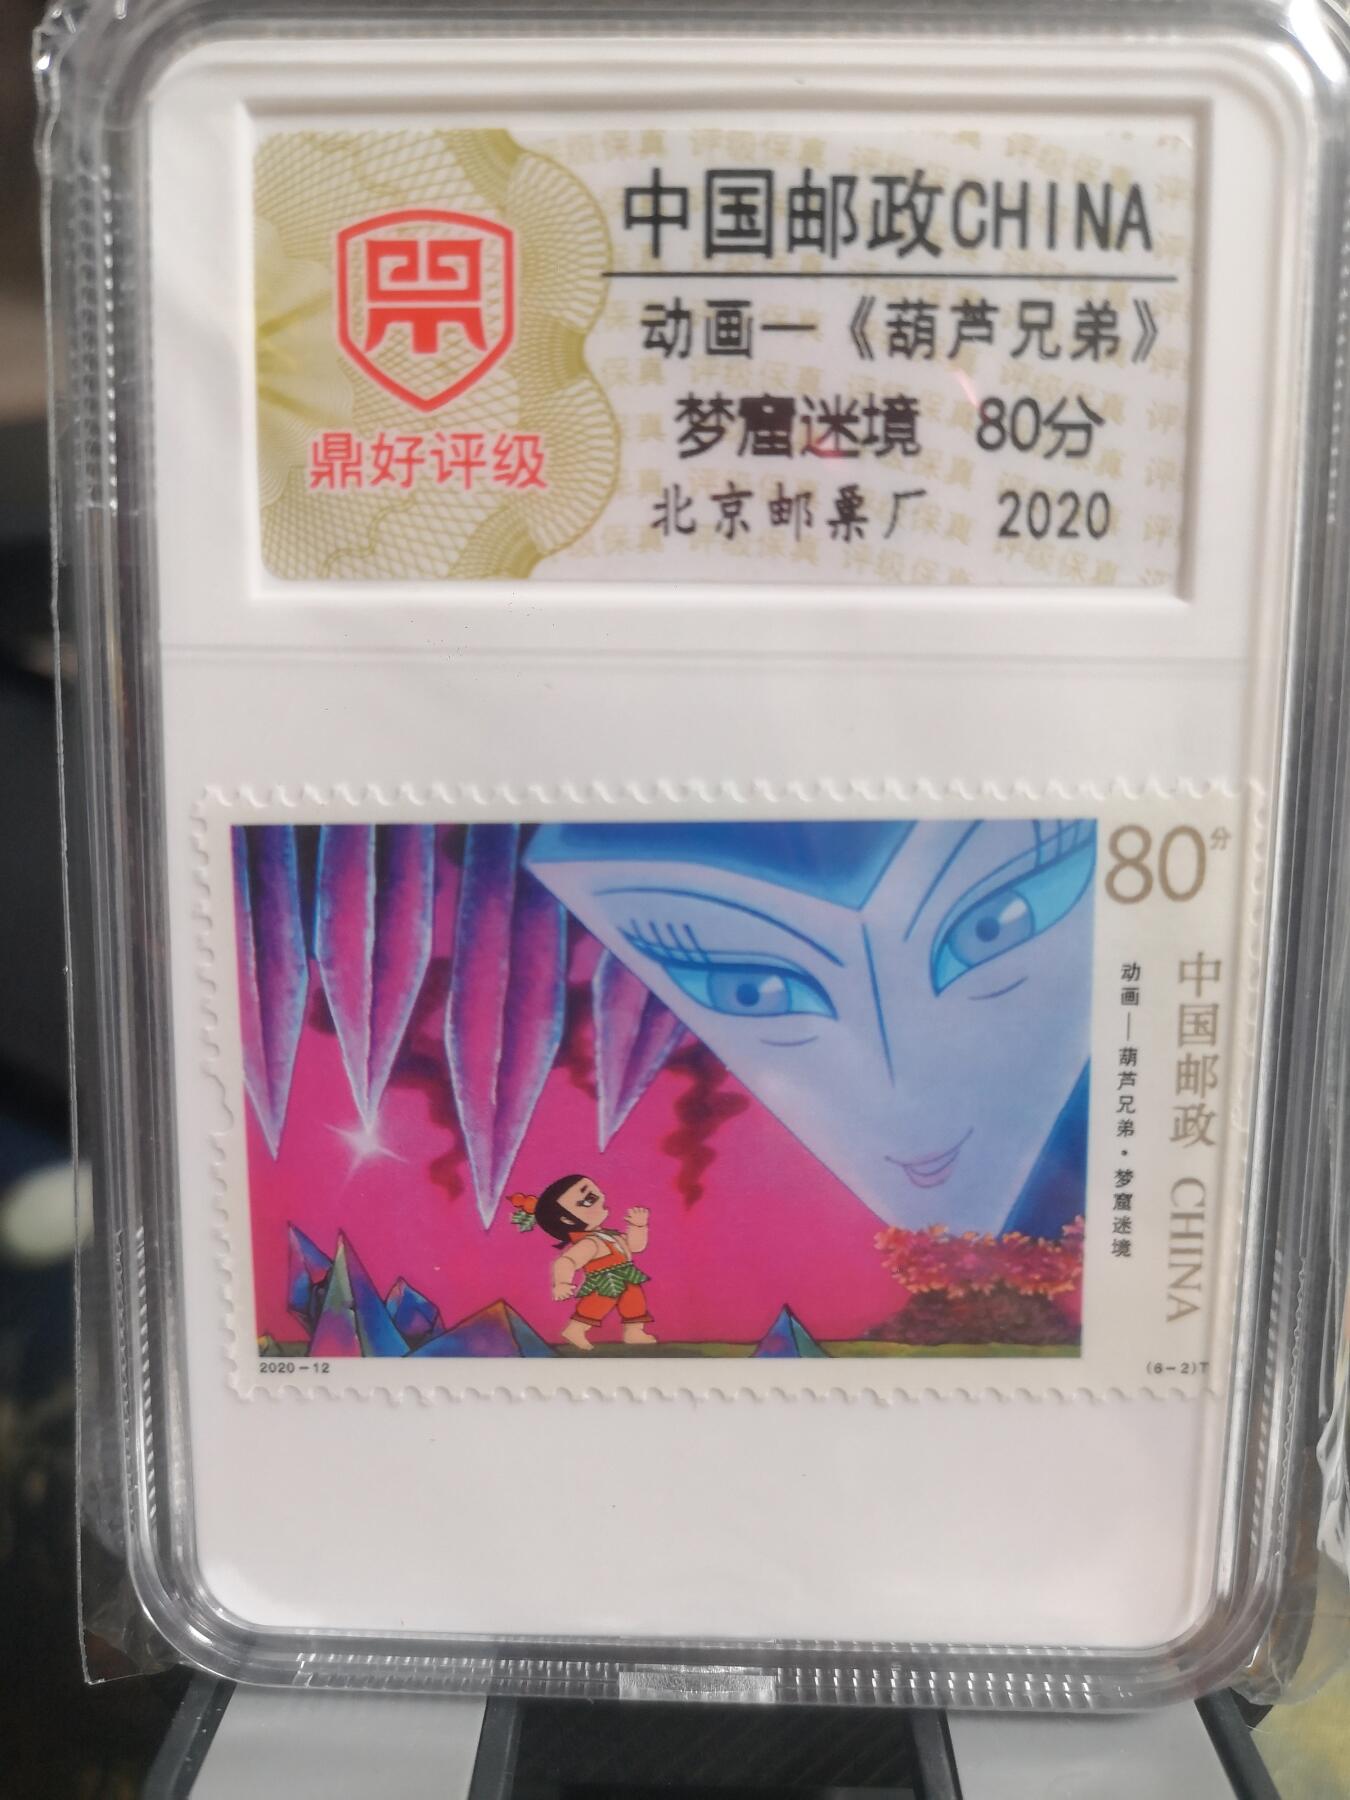 中国邮政CHINA
动画—《葫芦兄弟》
梦窟迷境 80分
北京邮票厂 2020
鼎好评级
80分
中国邮政 CHINA
动画—葫芦兄弟·梦窟迷境
2020-12
(6-2)T